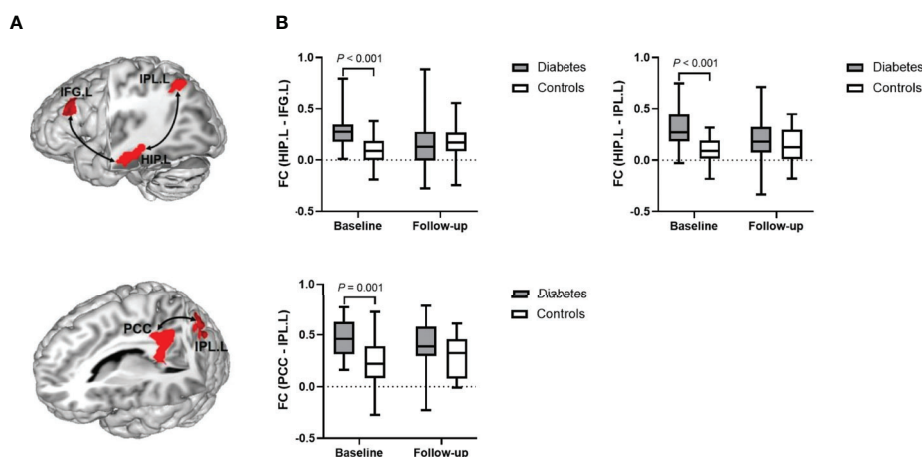 A
B
IFG.L
IPL.L
HIP.L
FC (HIP.L - IFG.L)
1.0
0.5
0.0
-0.5
P < 0.001
Baseline
Follow-up
Diabetes
Controls
FC (HIP.L - IPL.L)
1.0
0.5
0.0
-0.5
P < 0.001
Baseline
Follow-up
Diabetes
Controls
PCC
IPL.L
FC (PCC - IPL.L)
1.0
0.5
0.0
-0.5
P = 0.001
Baseline
Follow-up
Diabetes
Controls